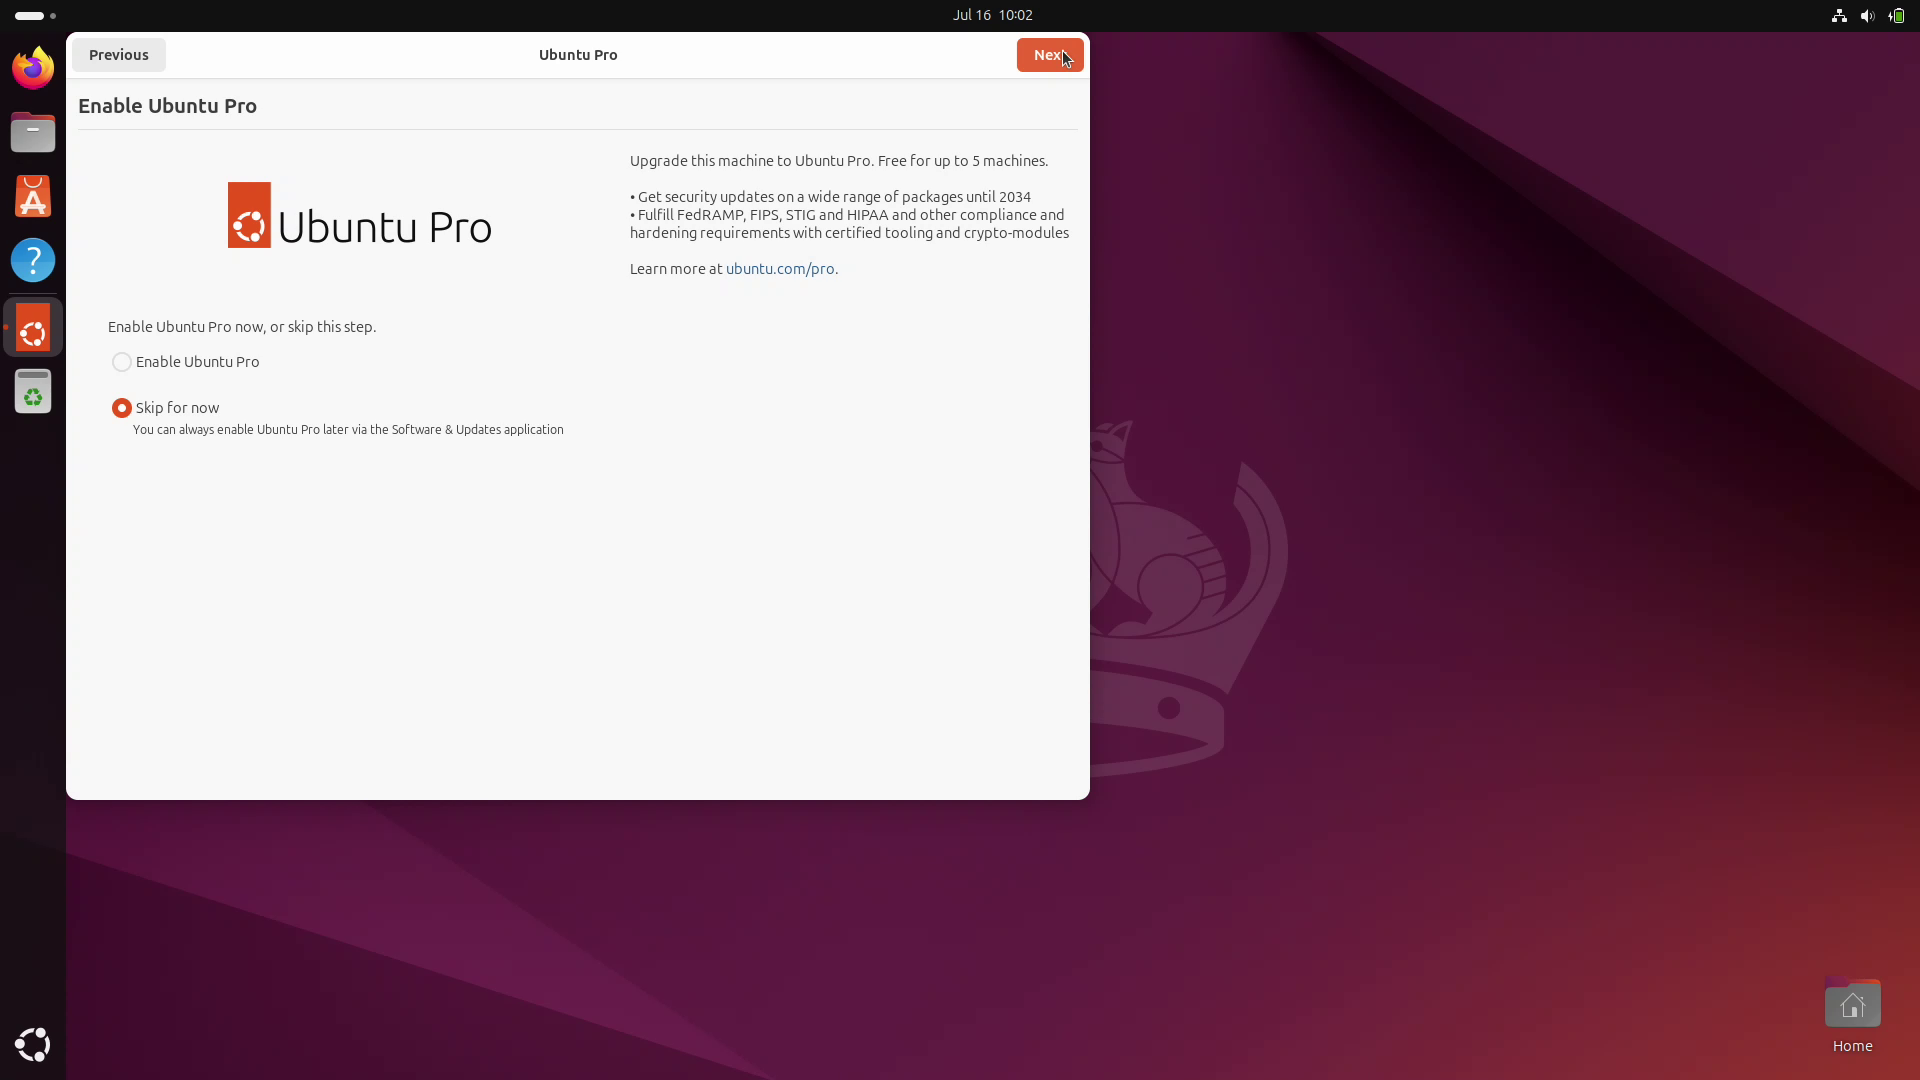 Jul 16 10:02
Previous
Ubuntu Pro
Enable Ubuntu Pro
Ubuntu Pro
Upgrade this machine to Ubuntu Pro. Free for up to 5 machines.
• Get security updates on a wide range of packages until 2034
• Fulfill FedRAMP, FIPS, STIG and HIPAA and other compliance and
hardening requirements with certified tooling and crypto-modules
Learn more at ubuntu.com/pro.
Enable Ubuntu Pro now, or skip this step.
Enable Ubuntu Pro
Skip for now
You can always enable Ubuntu Pro later via the Software & Updates application
Home